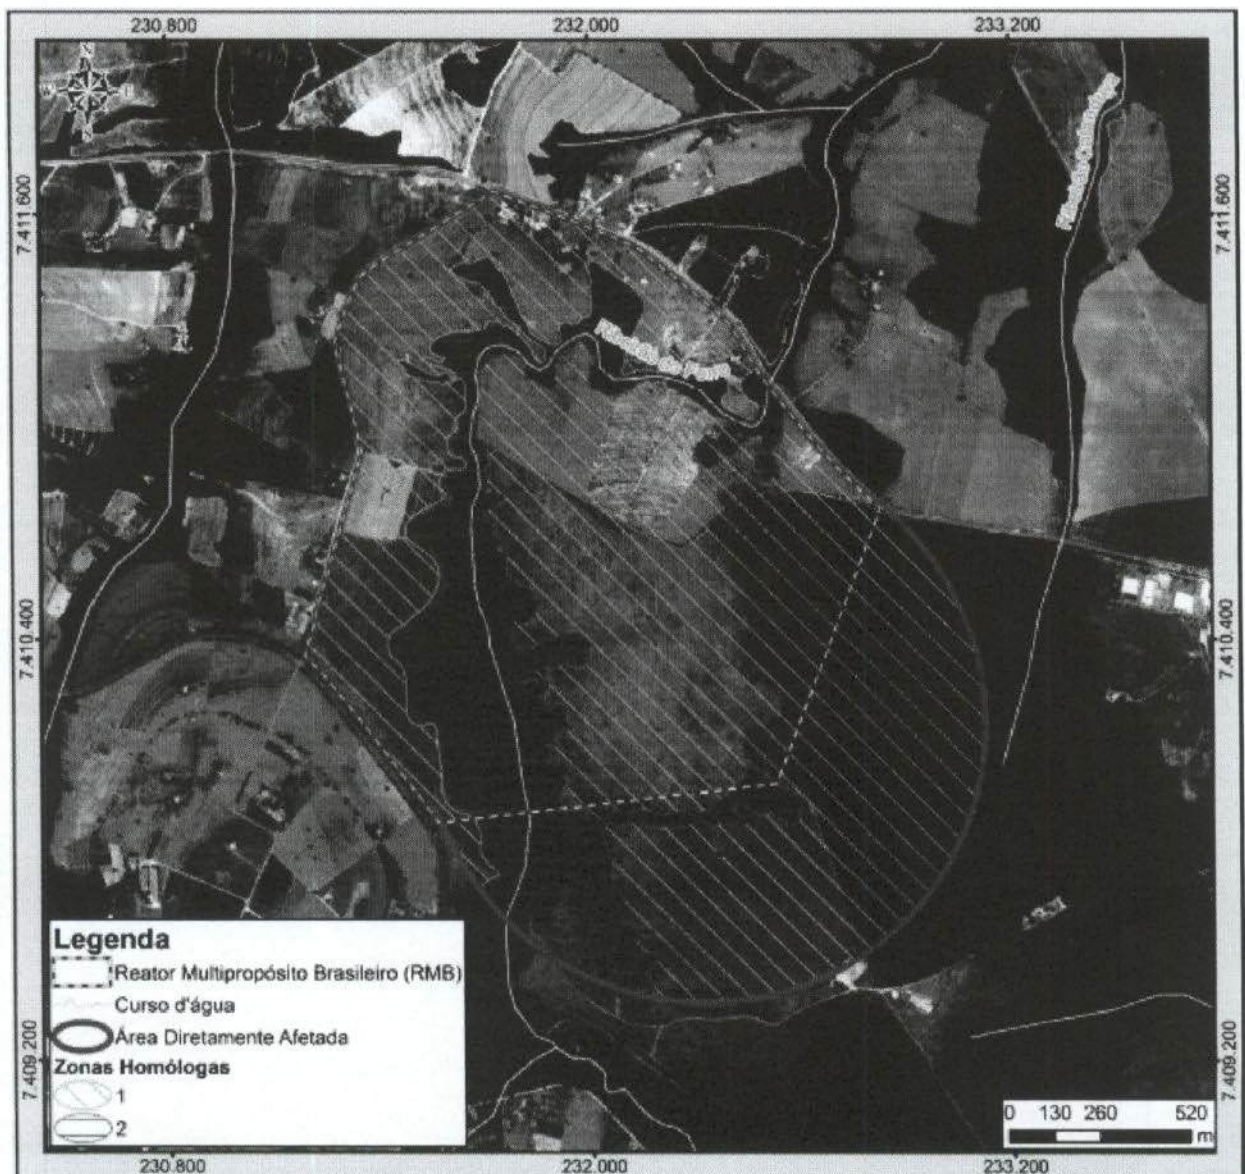 230.800 232.000 233.200
N
W E
7.411.600 7.411.600
7.410.400 7.410.400
Legenda
Reator Multipropósito Brasileiro (RMB)
Curso d'água
Área Diretamente Afetada
Zonas Homólogas
1
2
7.409.200 7.409.200
0 130 260 520
m
230.800 232.000 233.200